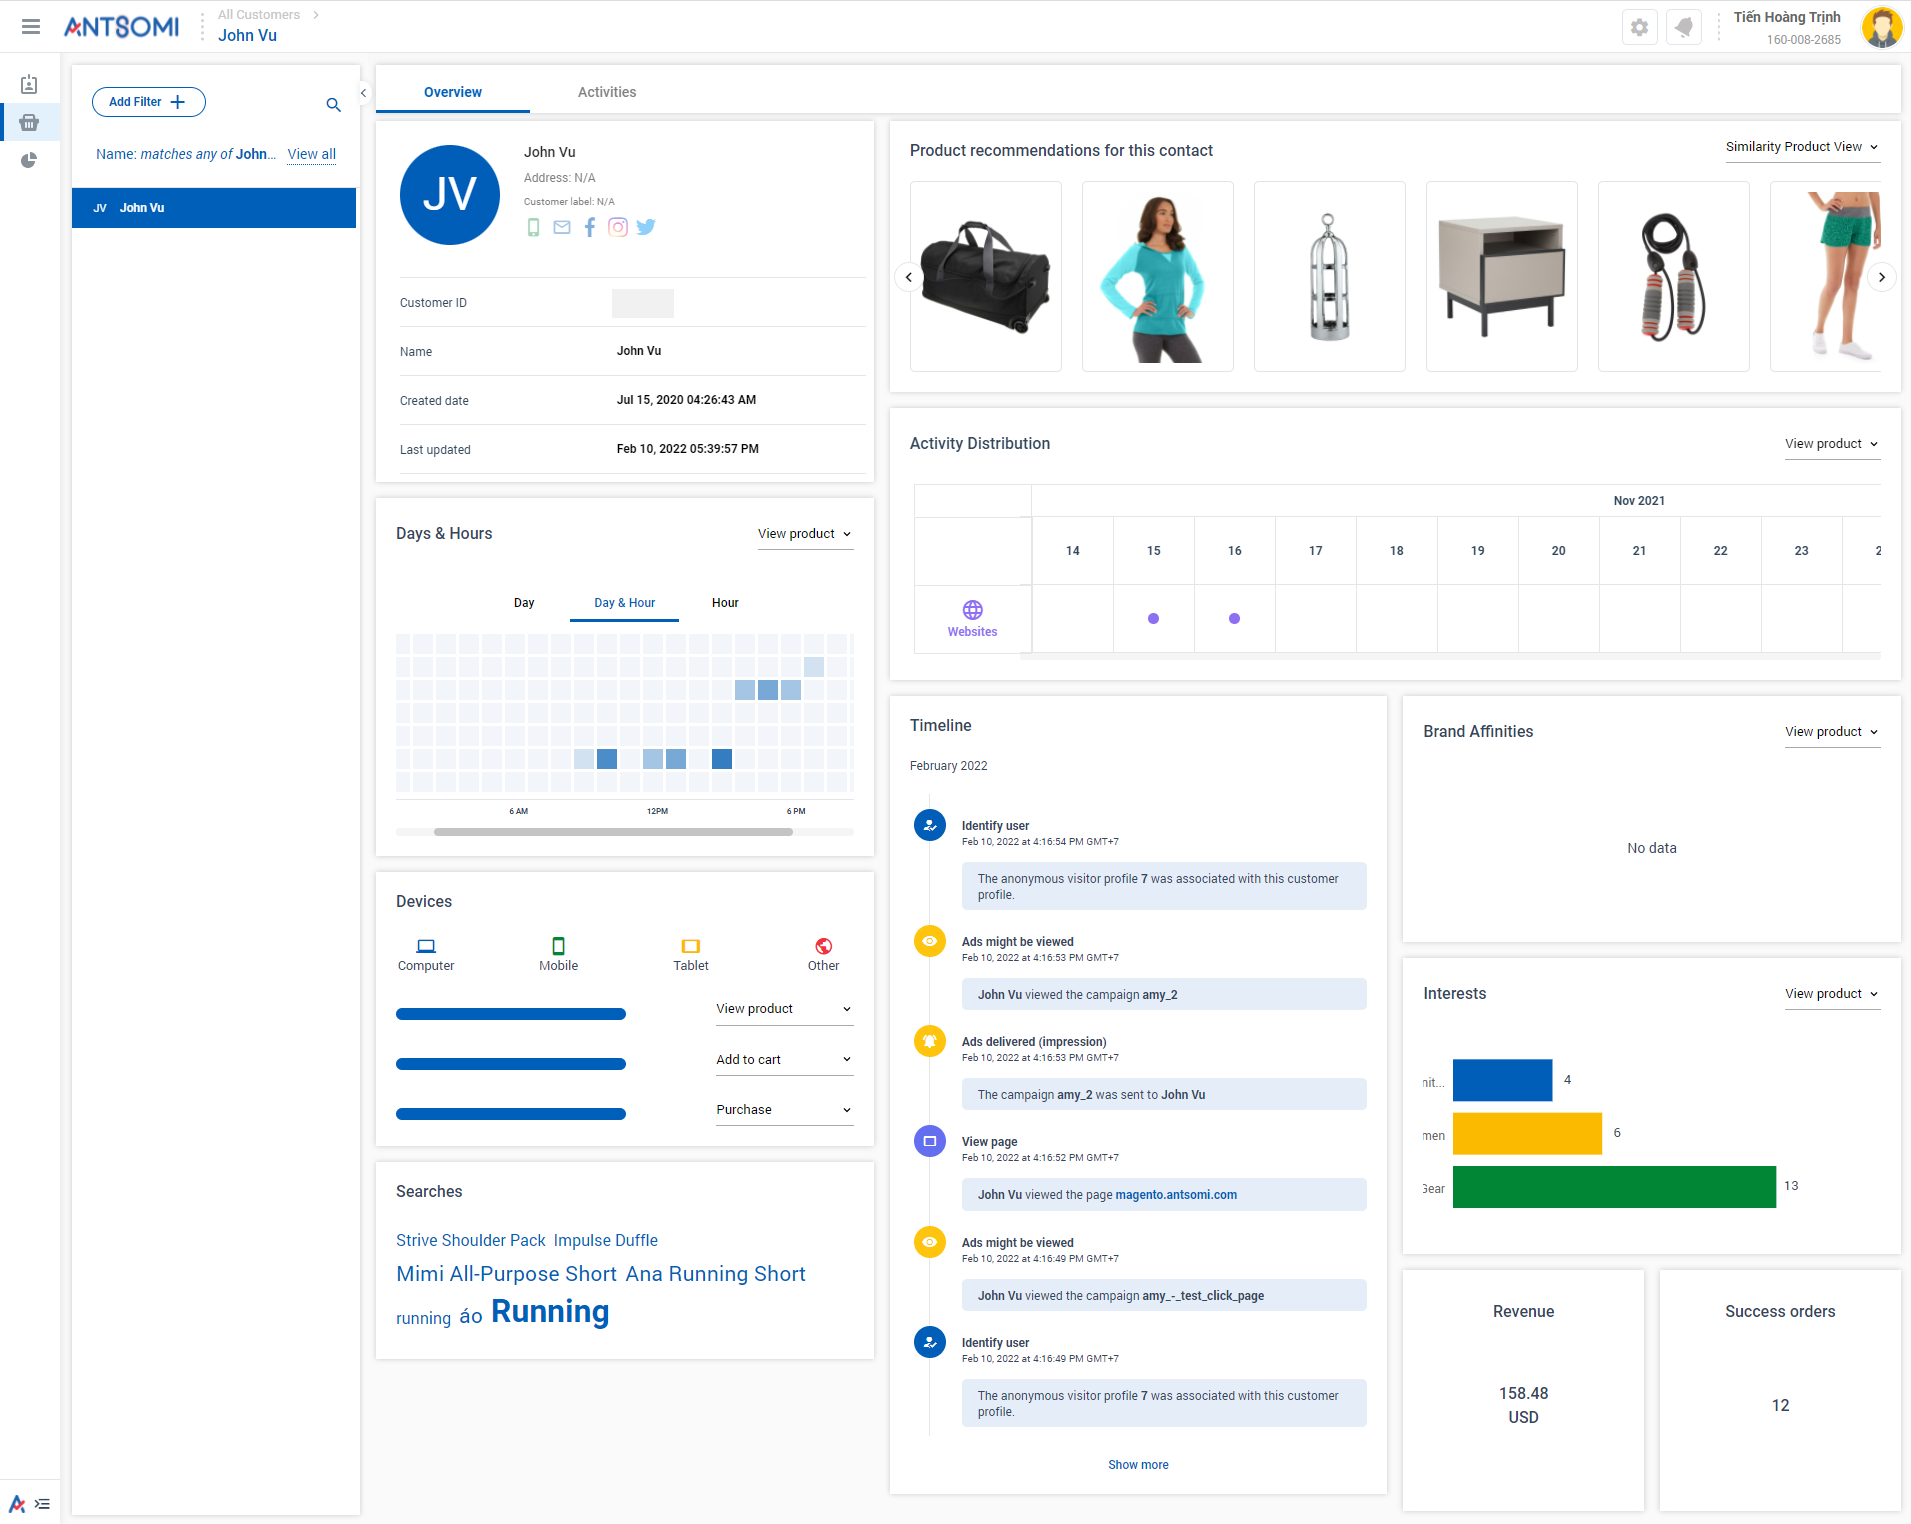 ANTSOMI
All Customers
John Vu
Tiến Hoàng Trịnh
160-008-2685
Add Filter
Name: matches any of John... View all
JV John Vu
Overview Activities
JV
John Vu
Address: N/A
Customer label: N/A
Customer ID
Name John Vu
Created date Jul 15, 2020 04:26:43 AM
Last updated Feb 10, 2022 05:39:57 PM
Days & Hours View product
Day Day & Hour Hour
6 AM 12PM 6 PM
Devices
Computer Mobile Tablet Other
View product
Add to cart
Purchase
Searches
Strive Shoulder Pack Impulse Duffle
Mimi All-Purpose Short Ana Running Short
running áo Running
Product recommendations for this contact Similarity Product View
Activity Distribution View product
Nov 2021
14 15 16 17 18 19 20 21 22 23 2
Websites
Timeline
February 2022
Identify user
Feb 10, 2022 at 4:16:54 PM GMT+7
The anonymous visitor profile 7 was associated with this customer
profile.
Ads might be viewed
Feb 10, 2022 at 4:16:53 PM GMT+7
John Vu viewed the campaign amy_2
Ads delivered (impression)
Feb 10, 2022 at 4:16:53 PM GMT+7
The campaign amy_2 was sent to John Vu
View page
Feb 10, 2022 at 4:16:52 PM GMT+7
John Vu viewed the page magento.antsomi.com
Ads might be viewed
Feb 10, 2022 at 4:16:49 PM GMT+7
John Vu viewed the campaign amy_-_test_click_page
Identify user
Feb 10, 2022 at 4:16:49 PM GMT+7
The anonymous visitor profile 7 was associated with this customer
profile.
Show more
Brand Affinities View product
No data
Interests View product
nit... 4
men 6
Gear 13
Revenue
158.48
USD
Success orders
12